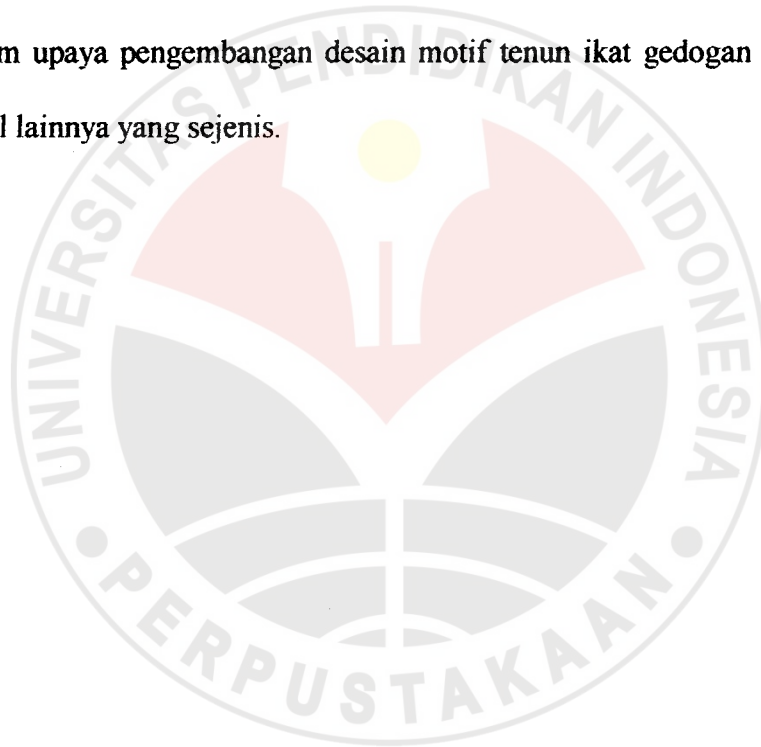 m upaya pengembangan desain motif tenun ikat gedogan
l lainnya yang sejenis.
UNIVERSITAS PENDIDIKAN INDONESIA
PERPUSTAKAAN